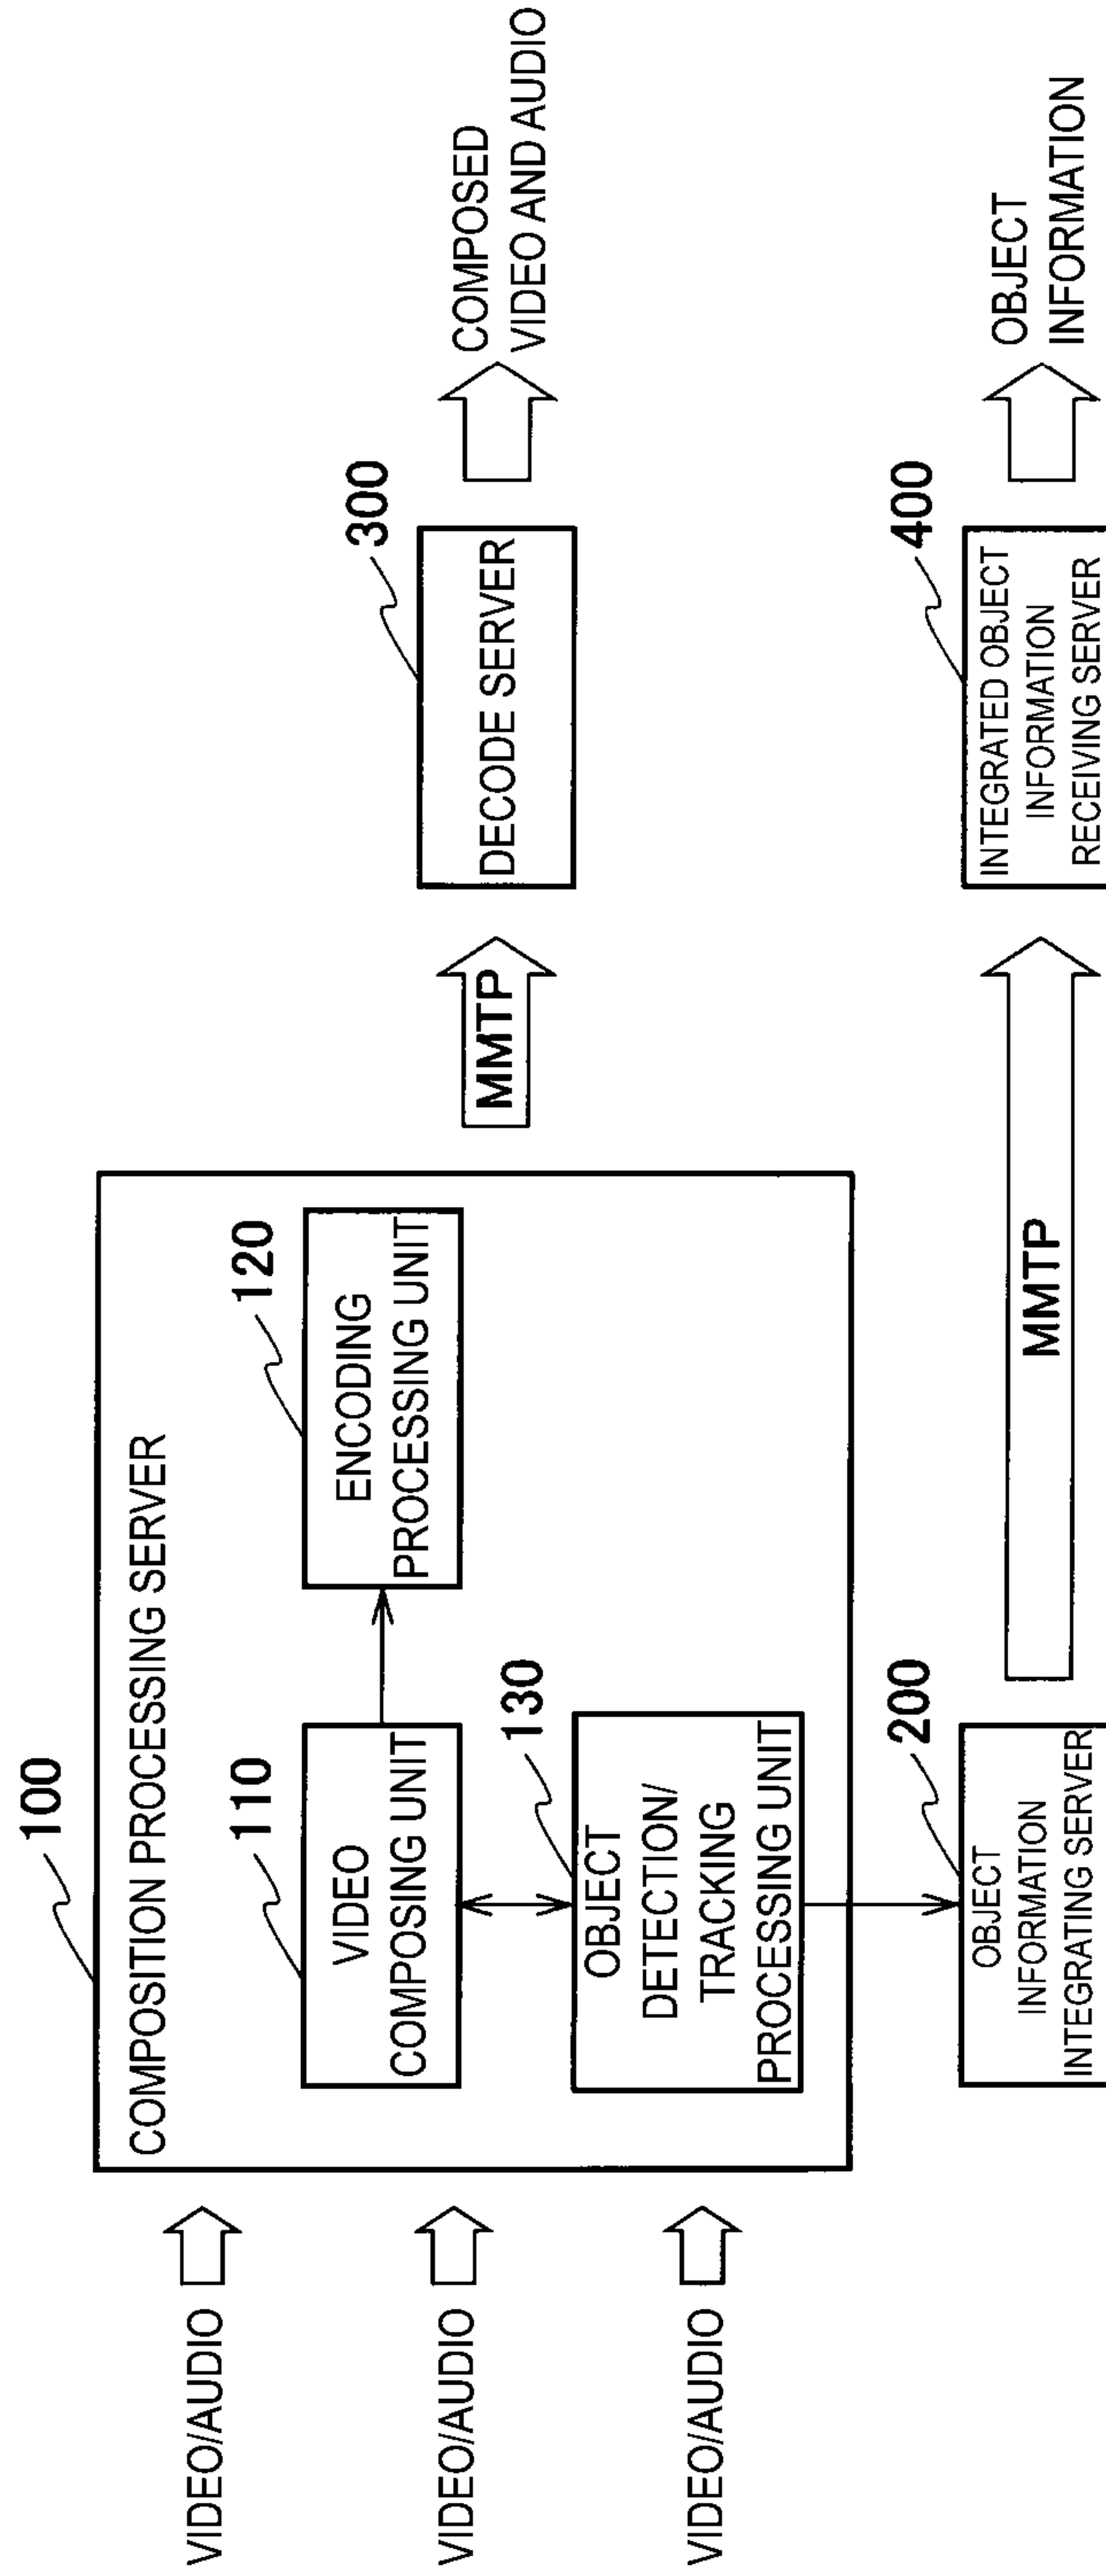 100
COMPOSITION PROCESSING SERVER
VIDEO/AUDIO
VIDEO/AUDIO
VIDEO/AUDIO
110
VIDEO
COMPOSING UNIT
120
ENCODING
PROCESSING UNIT
130
OBJECT
DETECTION/
TRACKING
PROCESSING UNIT
MMTP
300
DECODE SERVER
COMPOSED
VIDEO AND AUDIO
200
OBJECT
INFORMATION
INTEGRATING SERVER
MMTP
400
INTEGRATED OBJECT
INFORMATION
RECEIVING SERVER
OBJECT
INFORMATION